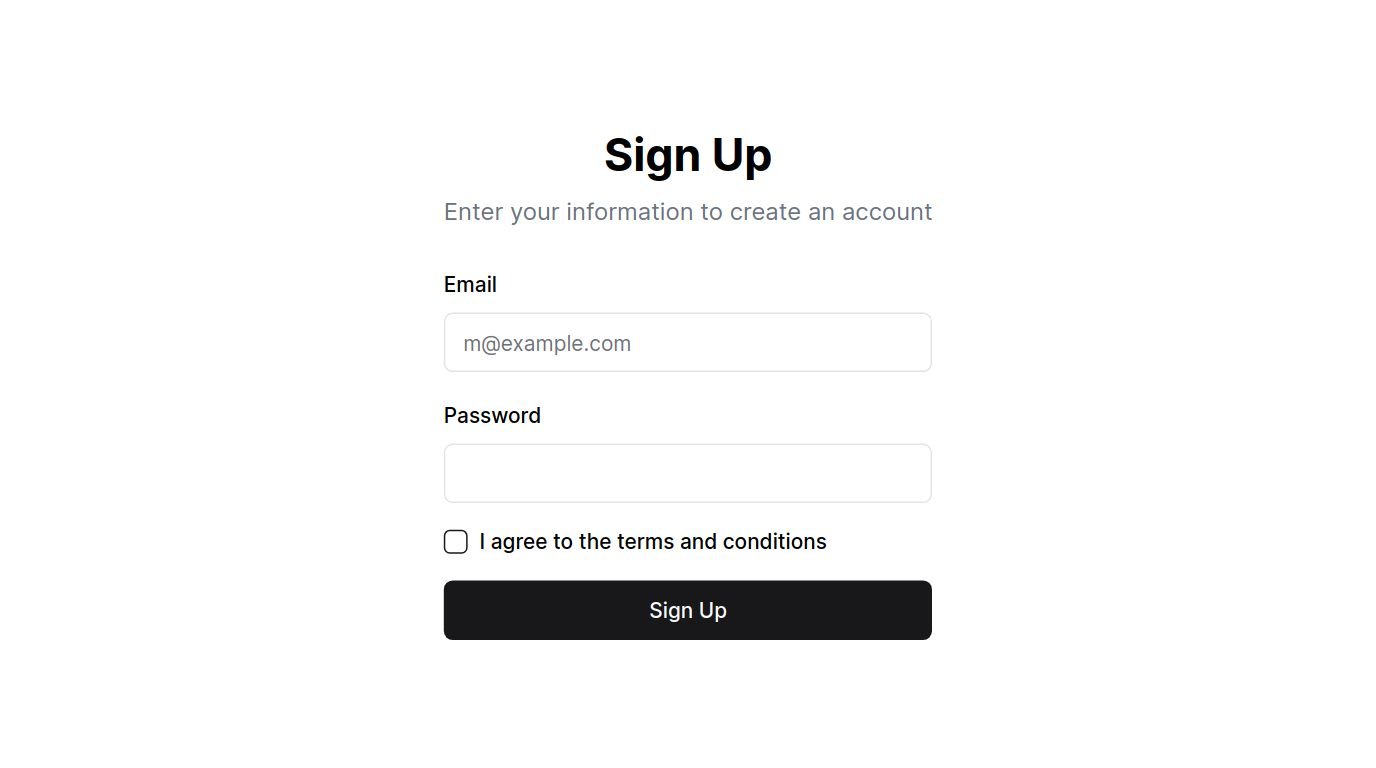 Sign Up
Enter your information to create an account
Email
m@example.com
Password
I agree to the terms and conditions
Sign Up